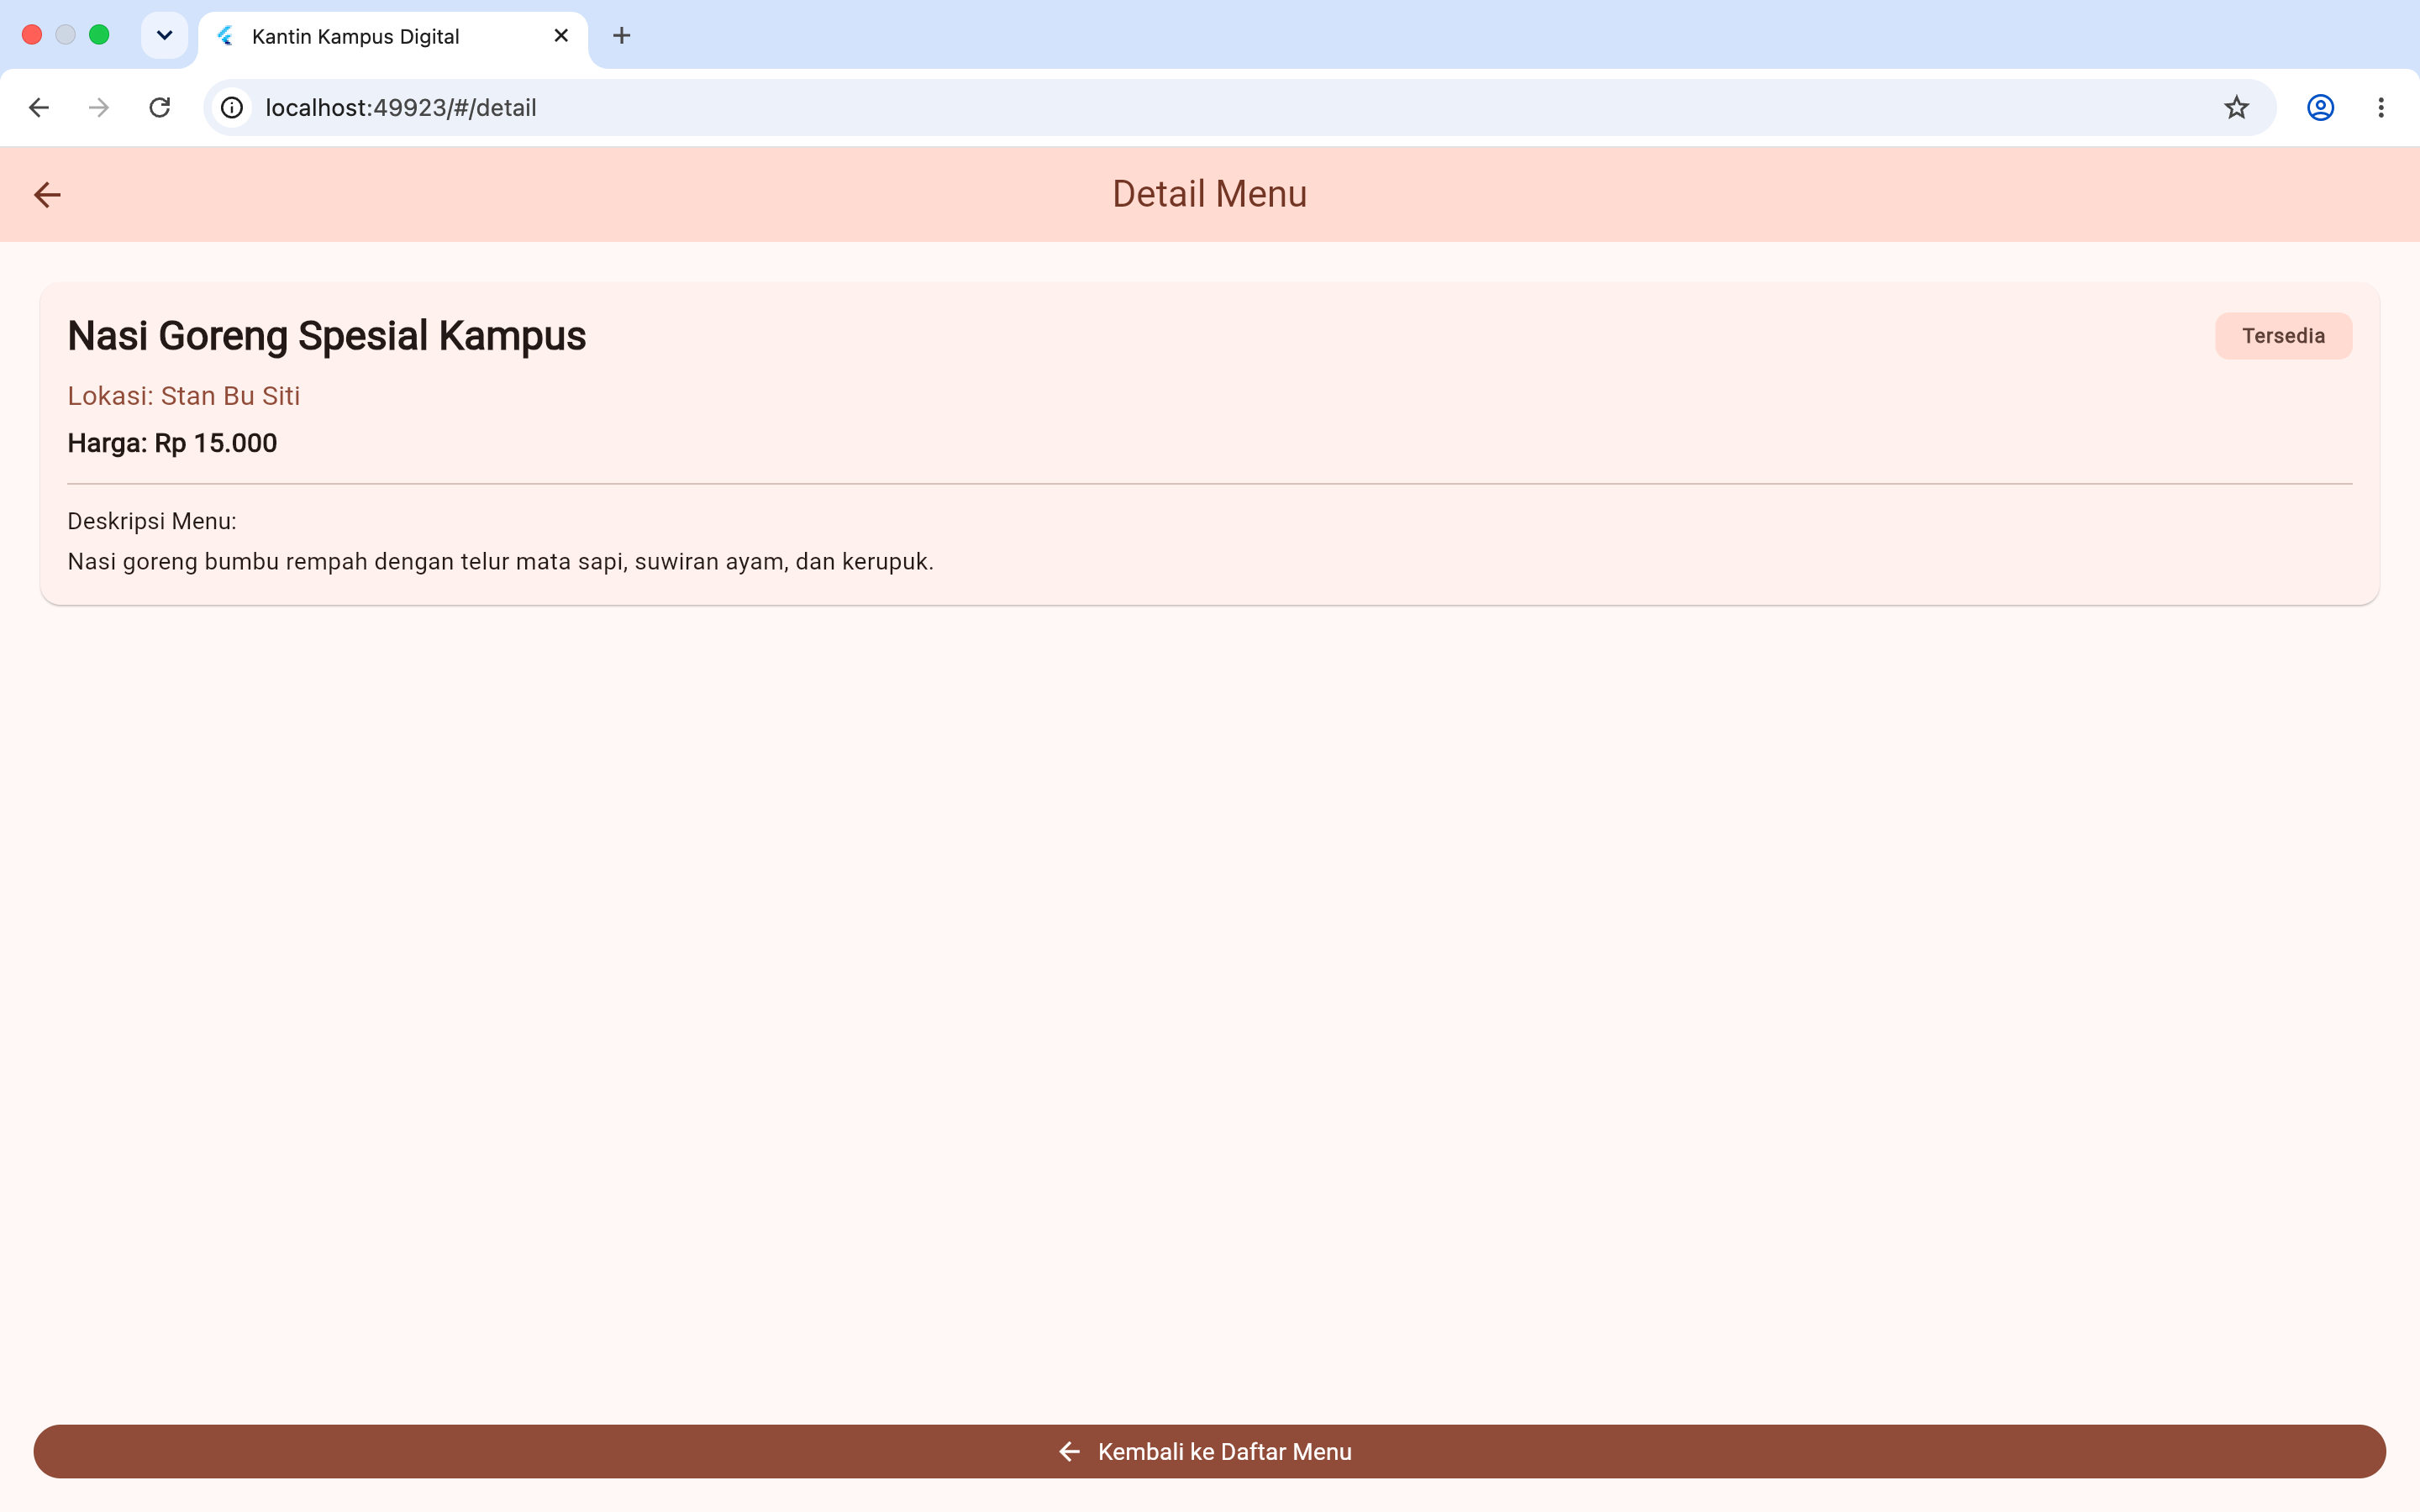 Kantin Kampus Digital
localhost:49923/#/detail
Detail Menu
Nasi Goreng Spesial Kampus
Tersedia
Lokasi: Stan Bu Siti
Harga: Rp 15.000
Deskripsi Menu:
Nasi goreng bumbu rempah dengan telur mata sapi, suwiran ayam, dan kerupuk.
Kembali ke Daftar Menu